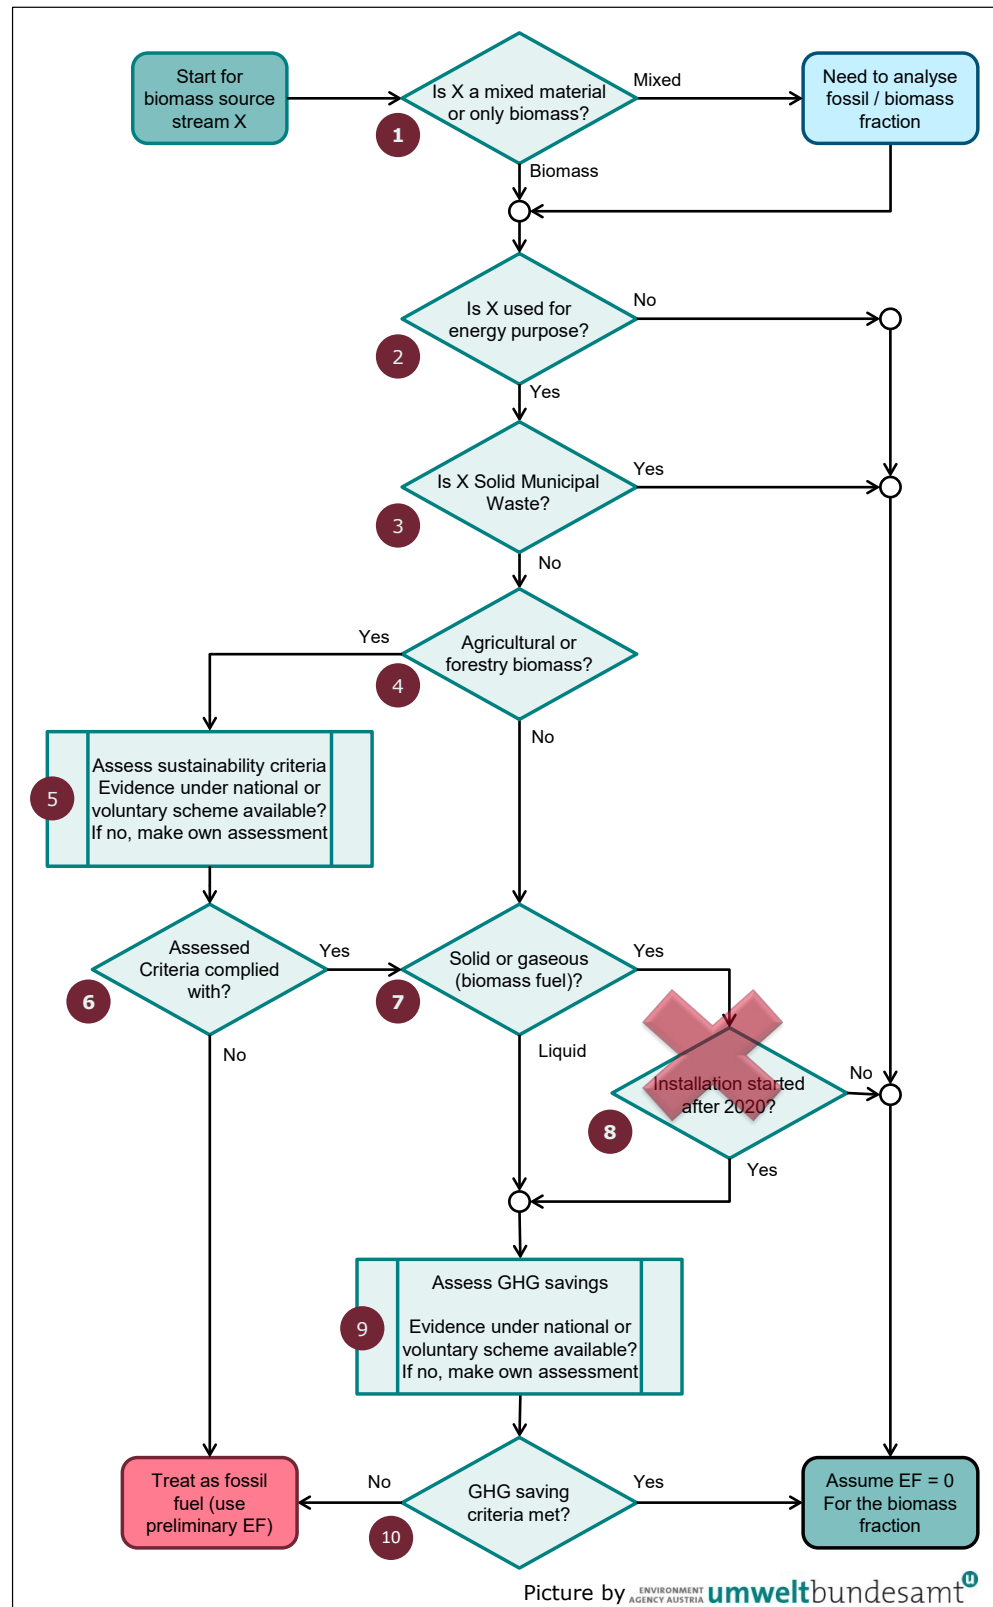 Start for
biomass source
stream X
Is X a mixed material
or only biomass?
Mixed
Need to analyse
fossil / biomass
fraction
1
Biomass
Is X used for
energy purpose?
No
2
Yes
Is X Solid Municipal
Waste?
Yes
3
No
Agricultural or
forestry biomass?
Yes
4
No
Assess sustainability criteria
Evidence under national or
voluntary scheme available?
If no, make own assessment
5
Assessed
Criteria complied
with?
Yes
6
No
Solid or gaseous
(biomass fuel)?
Yes
7
Liquid
Installation started
after 2020?
No
8
Yes
Assess GHG savings
Evidence under national or
voluntary scheme available?
If no, make own assessment
9
Treat as fossil
fuel (use
preliminary EF)
No
GHG saving
criteria met?
Yes
10
Assume EF = 0
For the biomass
fraction
Picture by ENVIRONMENT AGENCY AUSTRIA umweltbundesamt u